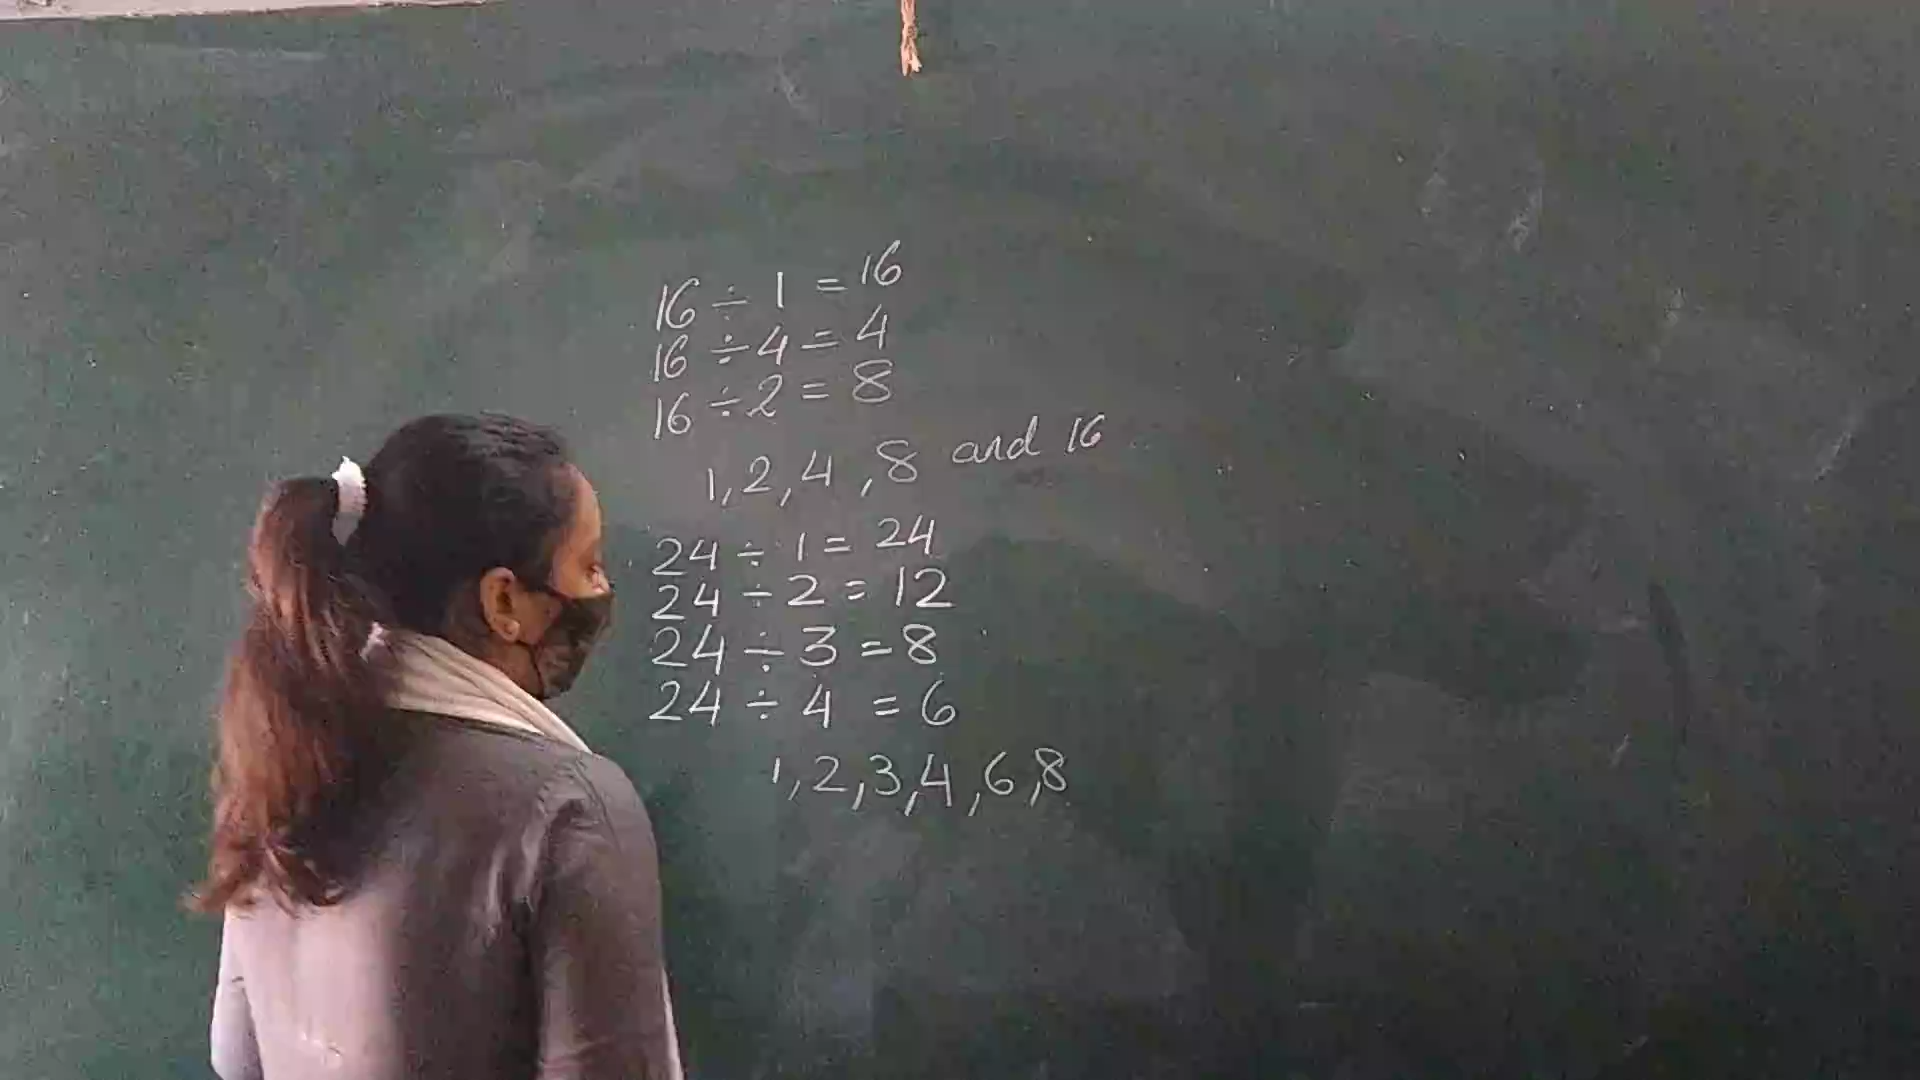 16 ÷ 1 = 16
16 ÷ 4 = 4
16 ÷ 2 = 8
1, 2, 4, 8 and 16
24 ÷ 1 = 24
24 ÷ 2 = 12
24 ÷ 3 = 8
24 ÷ 4 = 6
1, 2, 3, 4, 6, 8